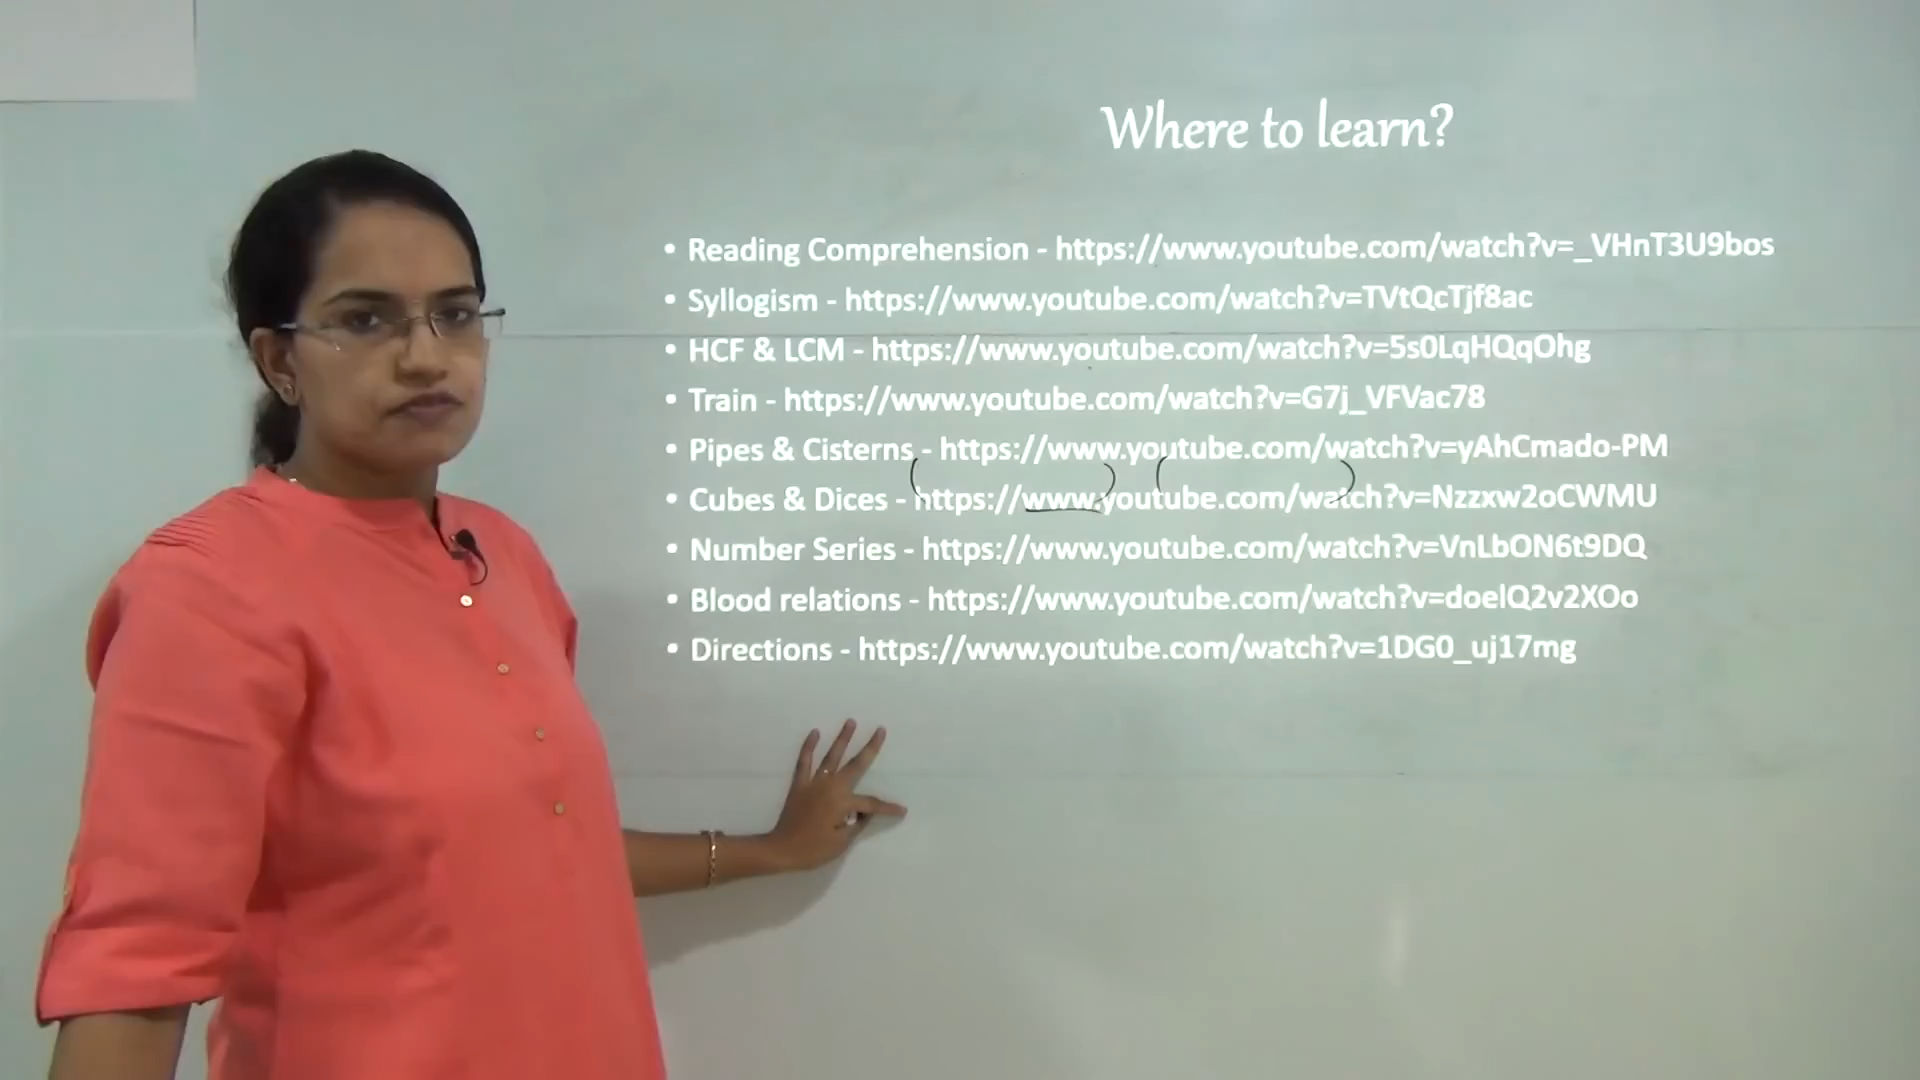 Where to learn?
• Reading Comprehension - https://www.youtube.com/watch?v=_VHnT3U9bos
• Syllogism - https://www.youtube.com/watch?v=TVtQcTjf8ac
• HCF & LCM - https://www.youtube.com/watch?v=5s0LqHQqOhg
• Train - https://www.youtube.com/watch?v=G7j_VFVac78
• Pipes & Cisterns - https://www.youtube.com/watch?v=yAhCmado-PM
• Cubes & Dices - https://www.youtube.com/watch?v=Nzzxw2oCWMU
• Number Series - https://www.youtube.com/watch?v=VnLbON6t9DQ
• Blood relations - https://www.youtube.com/watch?v=doelQ2v2XOo
• Directions - https://www.youtube.com/watch?v=1DG0_uj17mg